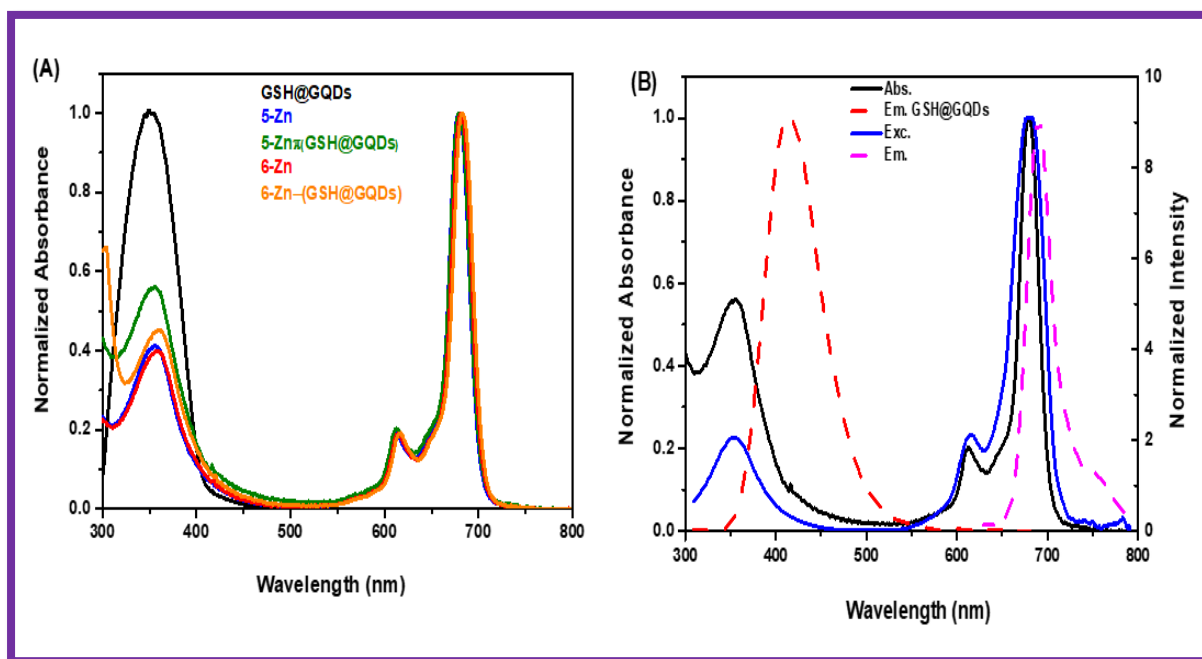 (A)
GSH@GQDs
5-Zn
5-Znπ(GSH@GQDs)
6-Zn
6-Zn–(GSH@GQDs)
1.0
0.8
0.6
0.4
0.2
0.0
Normalized Absorbance
300 400 500 600 700 800
Wavelength (nm)
(B)
Abs.
Em. GSH@GQDs
Exc.
Em.
1.0
0.8
0.6
0.4
0.2
0.0
Normalized Absorbance
10
8
6
4
2
0
Normalized Intensity
300 400 500 600 700 800
Wavelength (nm)